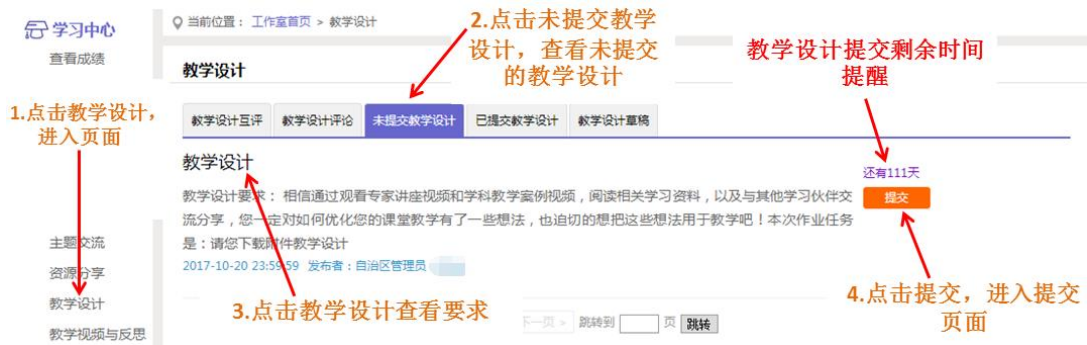 学习中心
查看成绩
当前位置： 工作室首页 > 教学设计
2.点击未提交教学
设计，查看未提交
的教学设计
教学设计提交剩余时间
提醒
教学设计
1.点击教学设计，
进入页面
教学设计互评 教学设计评论 未提交教学设计 已提交教学设计 教学设计草稿
教学设计
还有111天
提交
教学设计要求： 相信通过观看专家讲座视频和学科教学案例视频，阅读相关学习资料，以及与其他学习伙伴交
流分享，您一定对如何优化您的课堂教学有了一些想法，也迫切的想把这些想法用于教学吧！本次作业任务
是：请您下载附件教学设计
2017-10-20 23:59:59 发布者：自治区管理员
主题交流
资源分享
教学设计
教学视频与反思
3.点击教学设计查看要求
4.点击提交，进入提交
页面
下一页 > 跳转到 页 跳转